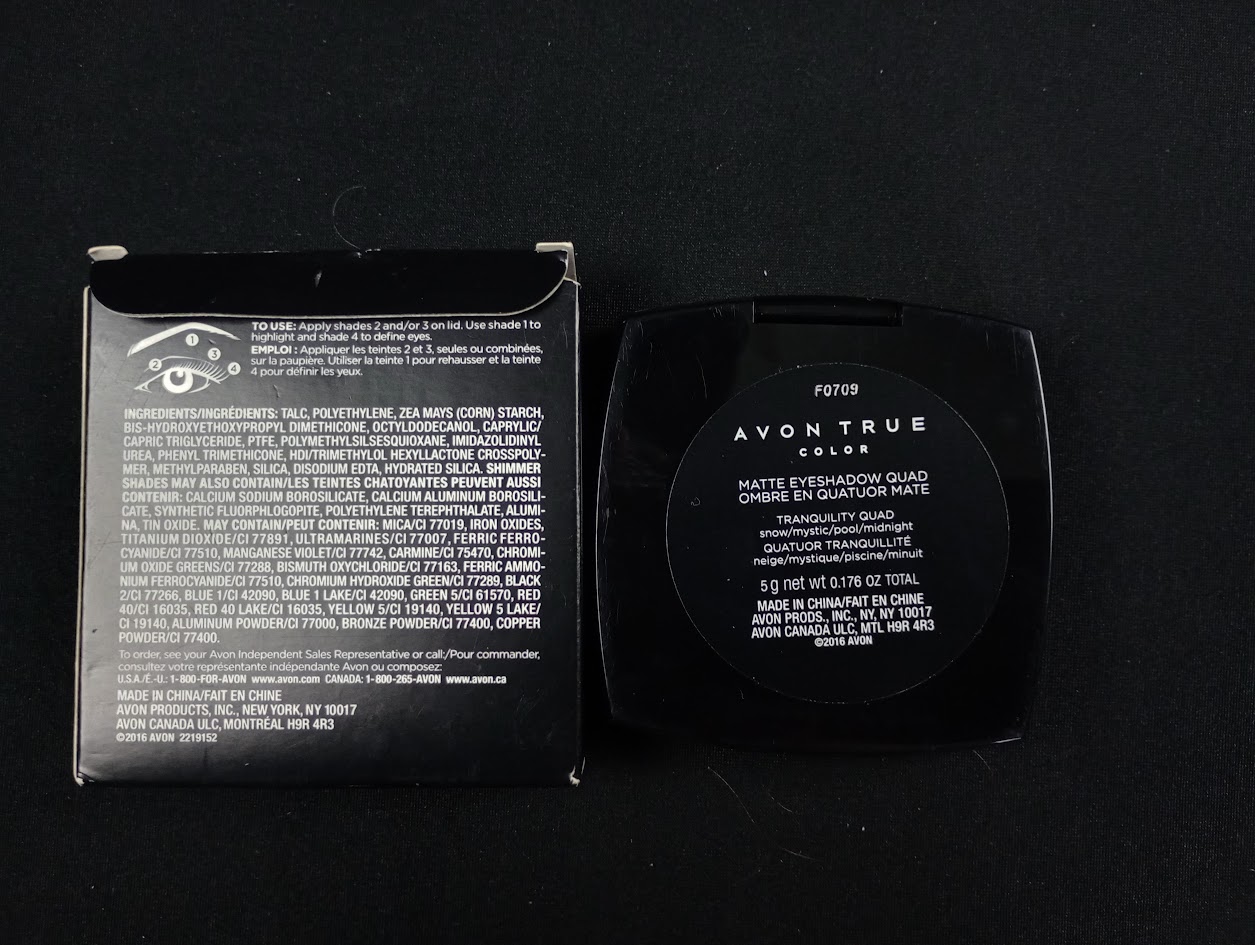 1
3
2
4
TO USE: Apply shades 2 and/or 3 on lid. Use shade 1 to
highlight and shade 4 to define eyes.
EMPLOI : Appliquer les teintes 2 et 3, seules ou combinées,
sur la paupière. Utiliser la teinte 1 pour rehausser et la teinte
4 pour définir les yeux.
INGREDIENTS/INGRÉDIENTS: TALC, POLYETHYLENE, ZEA MAYS (CORN) STARCH,
BIS-HYDROXYETHOXYPROPYL DIMETHICONE, OCTYLDODECANOL, CAPRYLIC/
CAPRIC TRIGLYCERIDE, PTFE, POLYMETHYLSILSESQUIOXANE, IMIDAZOLIDINYL
UREA, PHENYL TRIMETHICONE, HDI/TRIMETHYLOL HEXYLLACTONE CROSSPOLY-
MER, METHYLPARABEN, SILICA, DISODIUM EDTA, HYDRATED SILICA. SHIMMER
SHADES MAY ALSO CONTAIN/LES TEINTES CHATOYANTES PEUVENT AUSSI
CONTENIR: CALCIUM SODIUM BOROSILICATE, CALCIUM ALUMINUM BOROSILI-
CATE, SYNTHETIC FLUORPHLOGOPITE, POLYETHYLENE TEREPHTHALATE, ALUMI-
NA, TIN OXIDE. MAY CONTAIN/PEUT CONTENIR: MICA/CI 77019, IRON OXIDES,
TITANIUM DIOXIDE/CI 77891, ULTRAMARINES/CI 77007, FERRIC FERRO-
CYANIDE/CI 77510, MANGANESE VIOLET/CI 77742, CARMINE/CI 75470, CHROMI-
UM OXIDE GREENS/CI 77288, BISMUTH OXYCHLORIDE/CI 77163, FERRIC AMMO-
NIUM FERROCYANIDE/CI 77510, CHROMIUM HYDROXIDE GREEN/CI 77289, BLACK
2/CI 77266, BLUE 1/CI 42090, BLUE 1 LAKE/CI 42090, GREEN 5/CI 61570, RED
40/CI 16035, RED 40 LAKE/CI 16035, YELLOW 5/CI 19140, YELLOW 5 LAKE/
CI 19140, ALUMINUM POWDER/CI 77000, BRONZE POWDER/CI 77400, COPPER
POWDER/CI 77400.
To order, see your Avon Independent Sales Representative or call:/Pour commander,
consultez votre représentante indépendante Avon ou composez:
U.S.A./É.-U.: 1-800-FOR-AVON www.avon.com CANADA: 1-800-265-AVON www.avon.ca
MADE IN CHINA/FAIT EN CHINE
AVON PRODUCTS, INC., NEW YORK, NY 10017
AVON CANADA ULC, MONTRÉAL H9R 4R3
©2016 AVON 2219152
F0709
AVON TRUE
COLOR
MATTE EYESHADOW QUAD
OMBRE EN QUATUOR MATE
TRANQUILITY QUAD
snow/mystic/pool/midnight
QUATUOR TRANQUILLITÉ
neige/mystique/piscine/minuit
5 g net wt 0.176 OZ TOTAL
MADE IN CHINA/FAIT EN CHINE
AVON PRODS., INC., NY, NY 10017
AVON CANADA ULC, MTL H9R 4R3
©2016 AVON